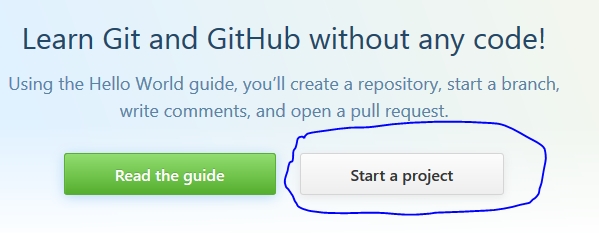 Learn Git and GitHub without any code!
Using the Hello World guide, you’ll create a repository, start a branch,
write comments, and open a pull request.
Read the guide
Start a project